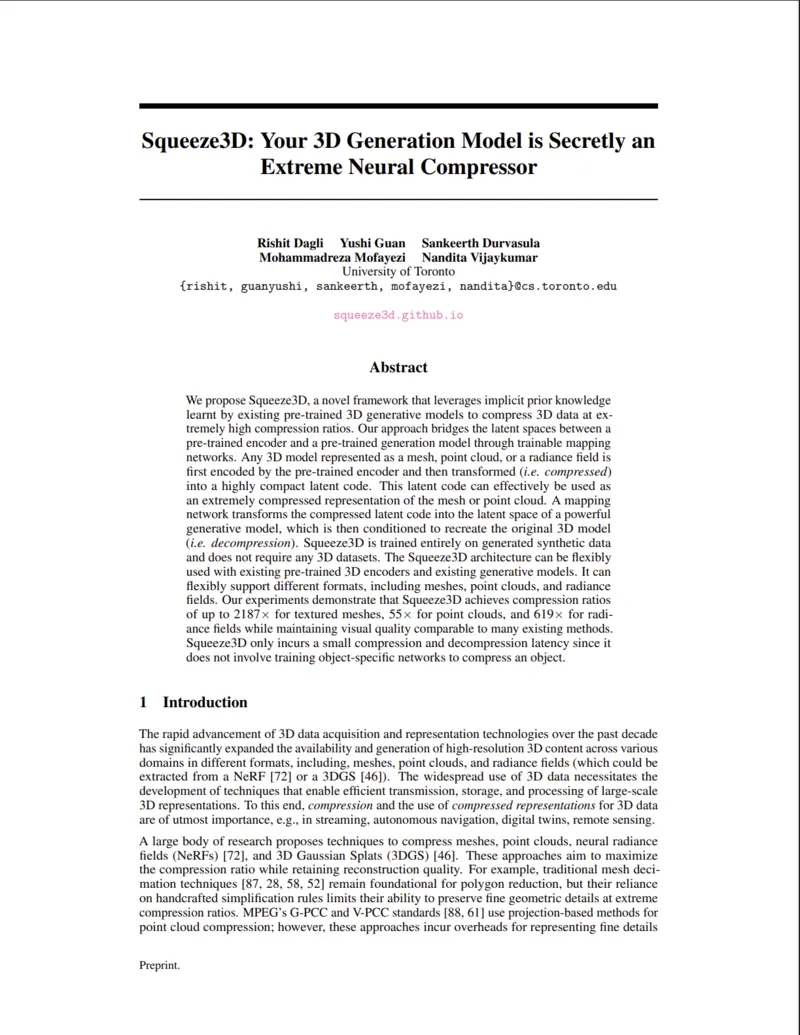 Squeeze3D: Your 3D Generation Model is Secretly an
Extreme Neural Compressor
Rishit Dagli Yushi Guan Sankeerth Durvasula
Mohammadreza Mofayezi Nandita Vijaykumar
University of Toronto
{rishit, guanyushi, sankeerth, mofayezi, nandita}@cs.toronto.edu
squeeze3d.github.io
Abstract
We propose Squeeze3D, a novel framework that leverages implicit prior knowledge
learnt by existing pre-trained 3D generative models to compress 3D data at ex-
tremely high compression ratios. Our approach bridges the latent spaces between a
pre-trained encoder and a pre-trained generation model through trainable mapping
networks. Any 3D model represented as a mesh, point cloud, or a radiance field is
first encoded by the pre-trained encoder and then transformed (i.e. compressed)
into a highly compact latent code. This latent code can effectively be used as
an extremely compressed representation of the mesh or point cloud. A mapping
network transforms the compressed latent code into the latent space of a powerful
generative model, which is then conditioned to recreate the original 3D model
(i.e. decompression). Squeeze3D is trained entirely on generated synthetic data
and does not require any 3D datasets. The Squeeze3D architecture can be flexibly
used with existing pre-trained 3D encoders and existing generative models. It can
flexibly support different formats, including meshes, point clouds, and radiance
fields. Our experiments demonstrate that Squeeze3D achieves compression ratios
of up to 2187× for textured meshes, 55× for point clouds, and 619× for radi-
ance fields while maintaining visual quality comparable to many existing methods.
Squeeze3D only incurs a small compression and decompression latency since it
does not involve training object-specific networks to compress an object.
1 Introduction
The rapid advancement of 3D data acquisition and representation technologies over the past decade
has significantly expanded the availability and generation of high-resolution 3D content across various
domains in different formats, including, meshes, point clouds, and radiance fields (which could be
extracted from a NeRF [72] or a 3DGS [46]). The widespread use of 3D data necessitates the
development of techniques that enable efficient transmission, storage, and processing of large-scale
3D representations. To this end, compression and the use of compressed representations for 3D data
are of utmost importance, e.g., in streaming, autonomous navigation, digital twins, remote sensing.
A large body of research proposes techniques to compress meshes, point clouds, neural radiance
fields (NeRFs) [72], and 3D Gaussian Splats (3DGS) [46]. These approaches aim to maximize
the compression ratio while retaining reconstruction quality. For example, traditional mesh deci-
mation techniques [87, 28, 58, 52] remain foundational for polygon reduction, but their reliance
on handcrafted simplification rules limits their ability to preserve fine geometric details at extreme
compression ratios. MPEG's G-PCC and V-PCC standards [88, 61] use projection-based methods for
point cloud compression; however, these approaches incur overheads for representing fine details
Preprint.